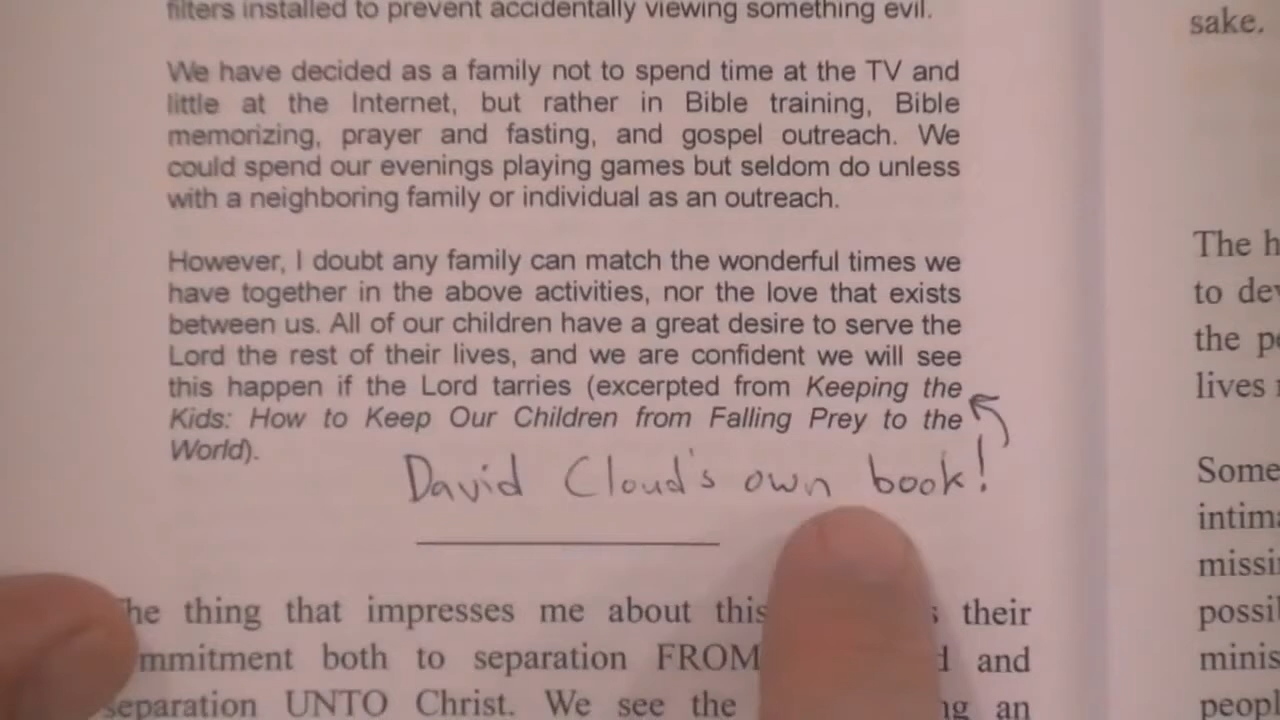 filters installed to prevent accidentally viewing something evil.
We have decided as a family not to spend time at the TV and
little at the Internet, but rather in Bible training, Bible
memorizing, prayer and fasting, and gospel outreach. We
could spend our evenings playing games but seldom do unless
with a neighboring family or individual as an outreach.
However, I doubt any family can match the wonderful times we
have together in the above activities, nor the love that exists
between us. All of our children have a great desire to serve the
Lord the rest of their lives, and we are confident we will see
this happen if the Lord tarries (excerpted from Keeping the
Kids: How to Keep Our Children from Falling Prey to the
World).
David Cloud's own book!
thing that impresses me about this their
both to separation FROM and
separation UNTO Christ. We see the an
sake.
The
to
the
lives
Some